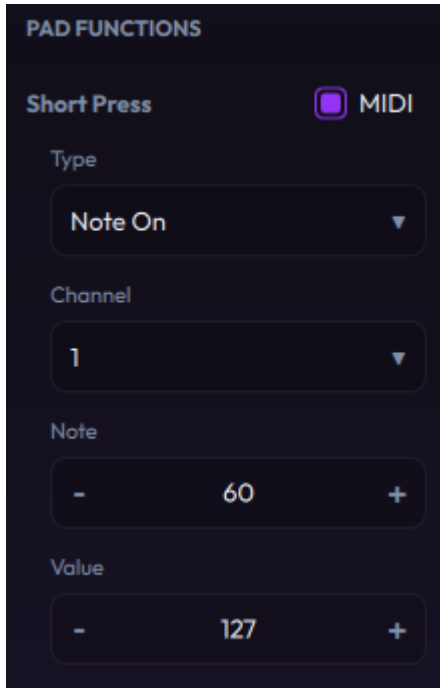 PAD FUNCTIONS
Short Press MIDI
Type
Note On ▼
Channel
1 ▼
Note
- 60 +
Value
- 127 +